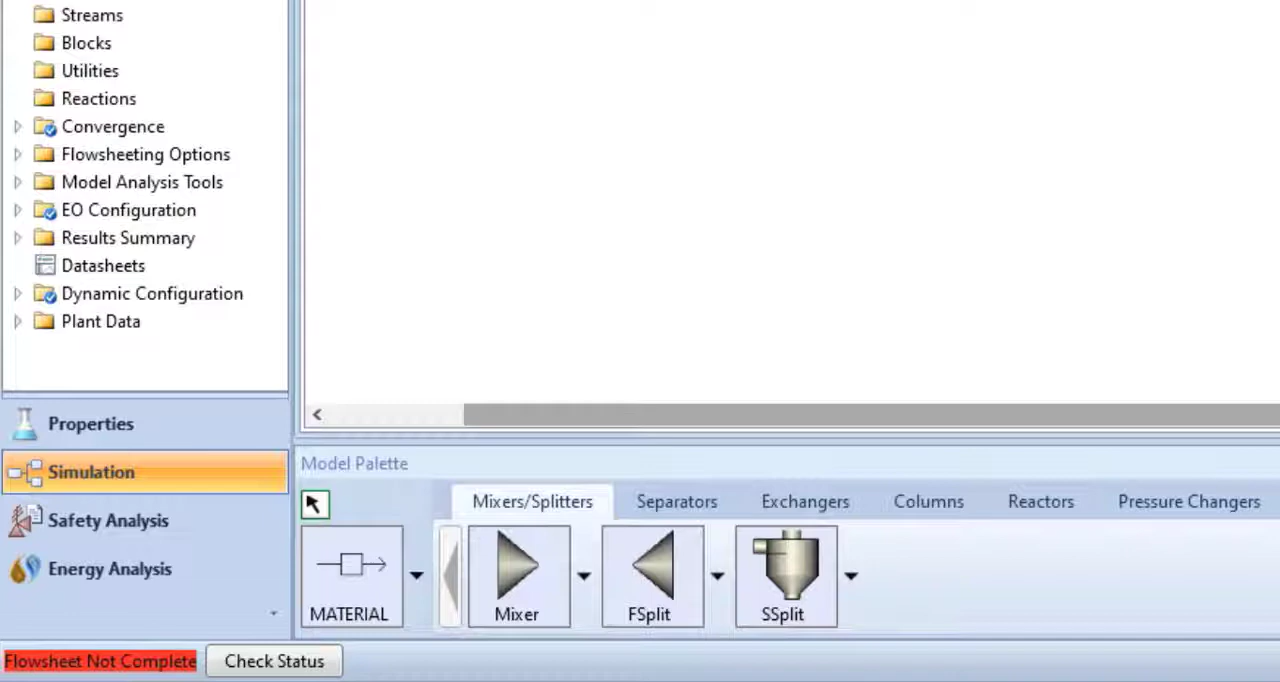 Streams
Blocks
Utilities
Reactions
Convergence
Flowsheeting Options
Model Analysis Tools
EO Configuration
Results Summary
Datasheets
Dynamic Configuration
Plant Data
Properties
Simulation
Safety Analysis
Energy Analysis
Model Palette
Mixers/Splitters Separators Exchangers Columns Reactors Pressure Changers
MATERIAL Mixer FSplit SSplit
Flowsheet Not Complete Check Status